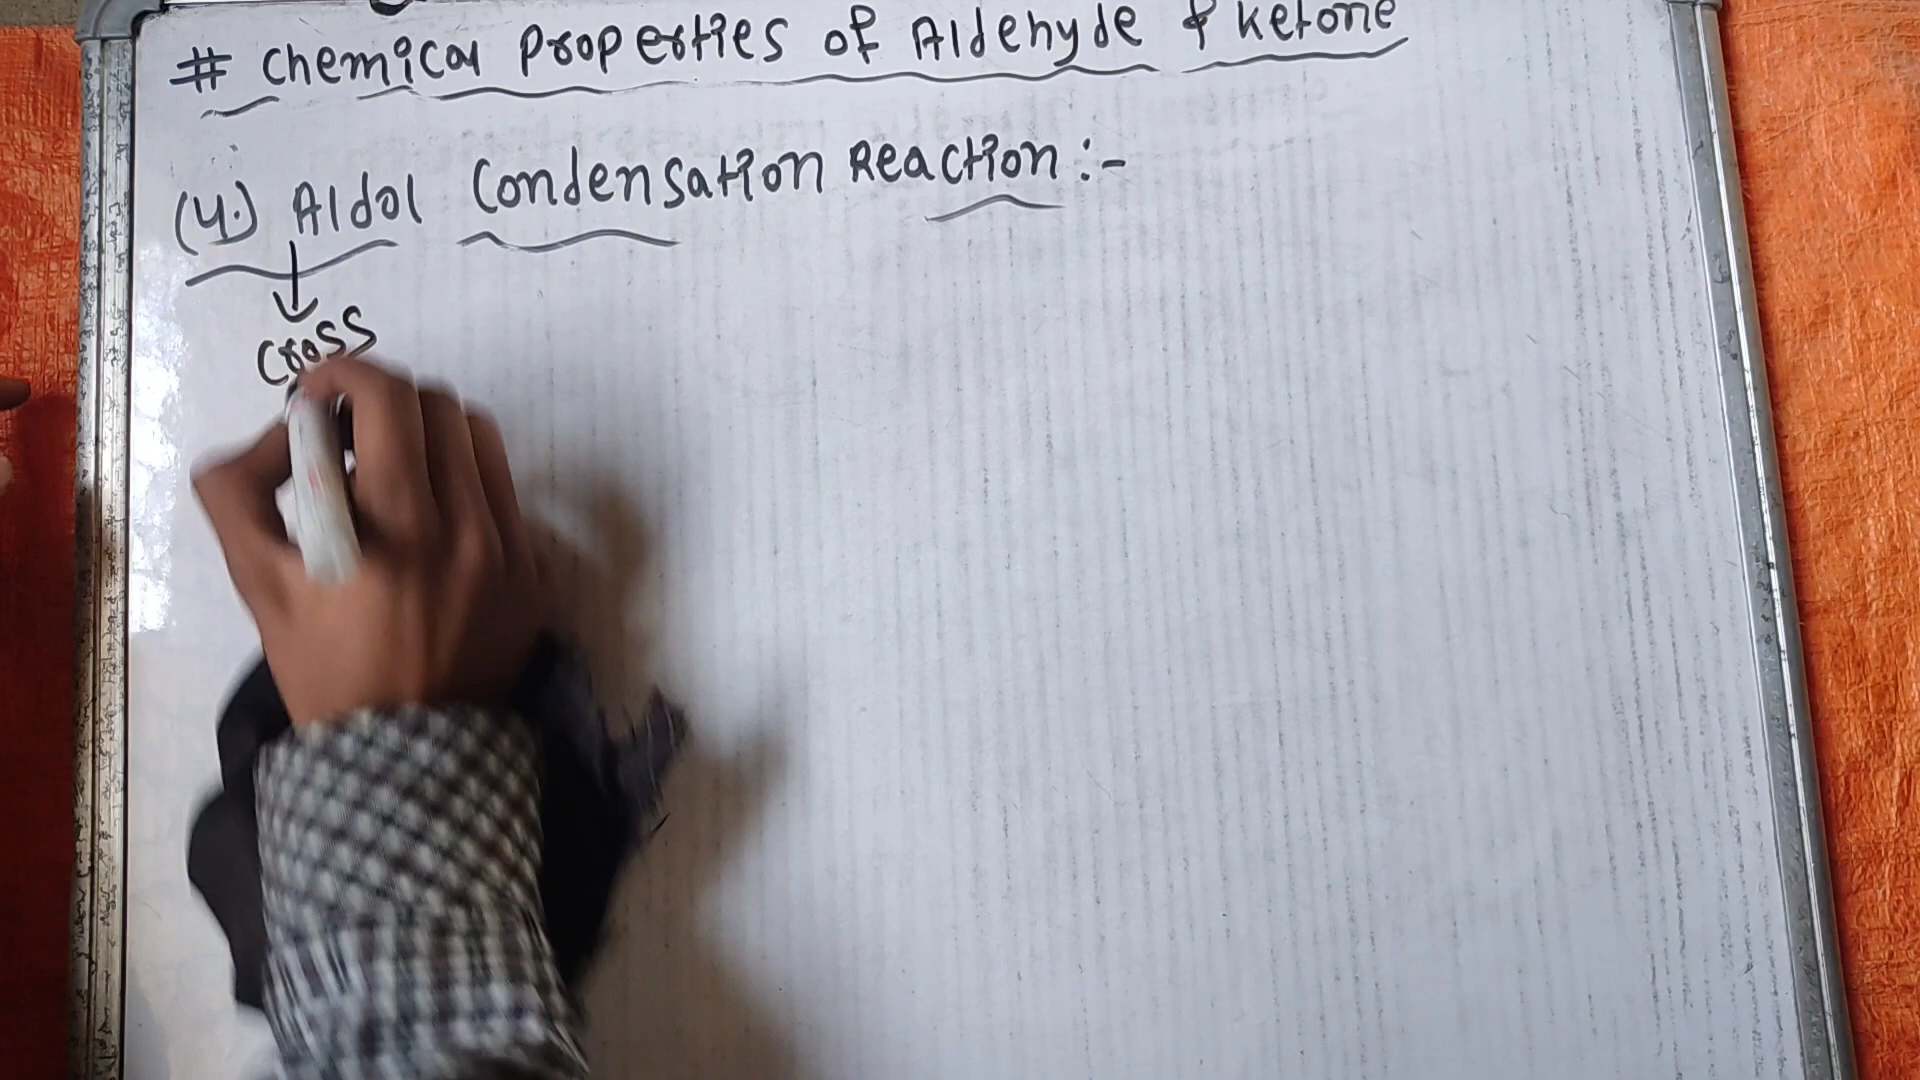 # Chemical Properties of Aldehyde & Ketone
(4.) Aldol Condensation Reaction :-
↓
Cross